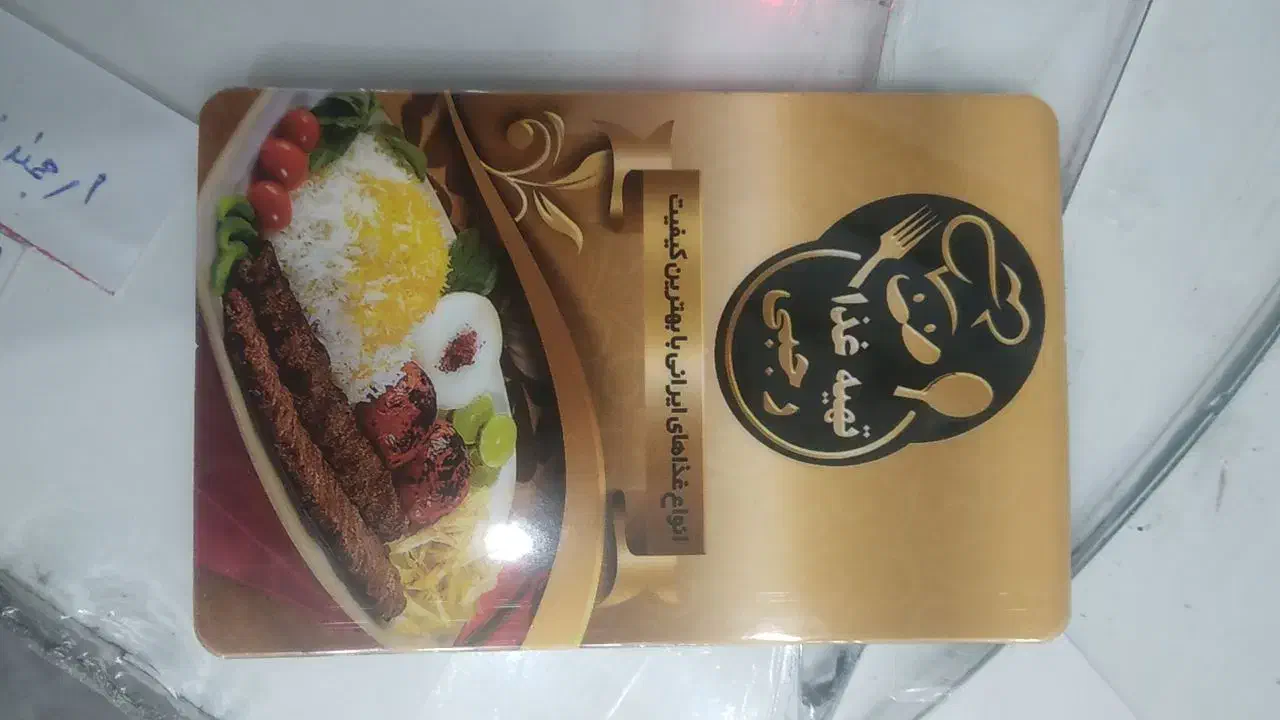 تهیه غذا
رجبی
انواع غذاهای ایرانی با بهترین کیفیت